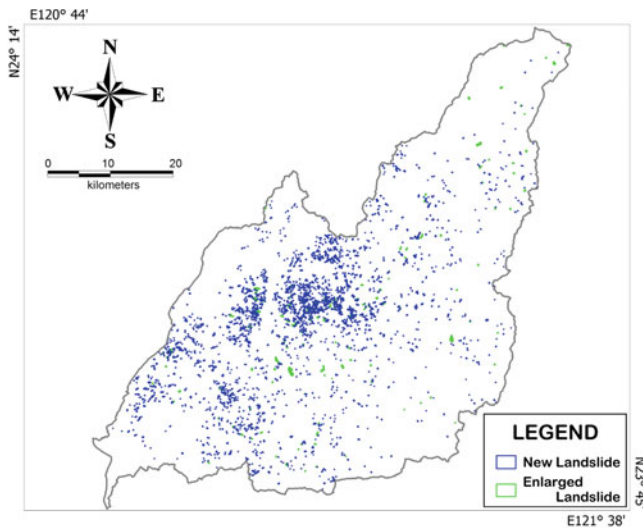 E120° 44'
N24° 14'
N
W E
S
0 10 20
kilometers
LEGEND
New Landslide
Enlarged
Landslide
N23° 45'
E121° 38'